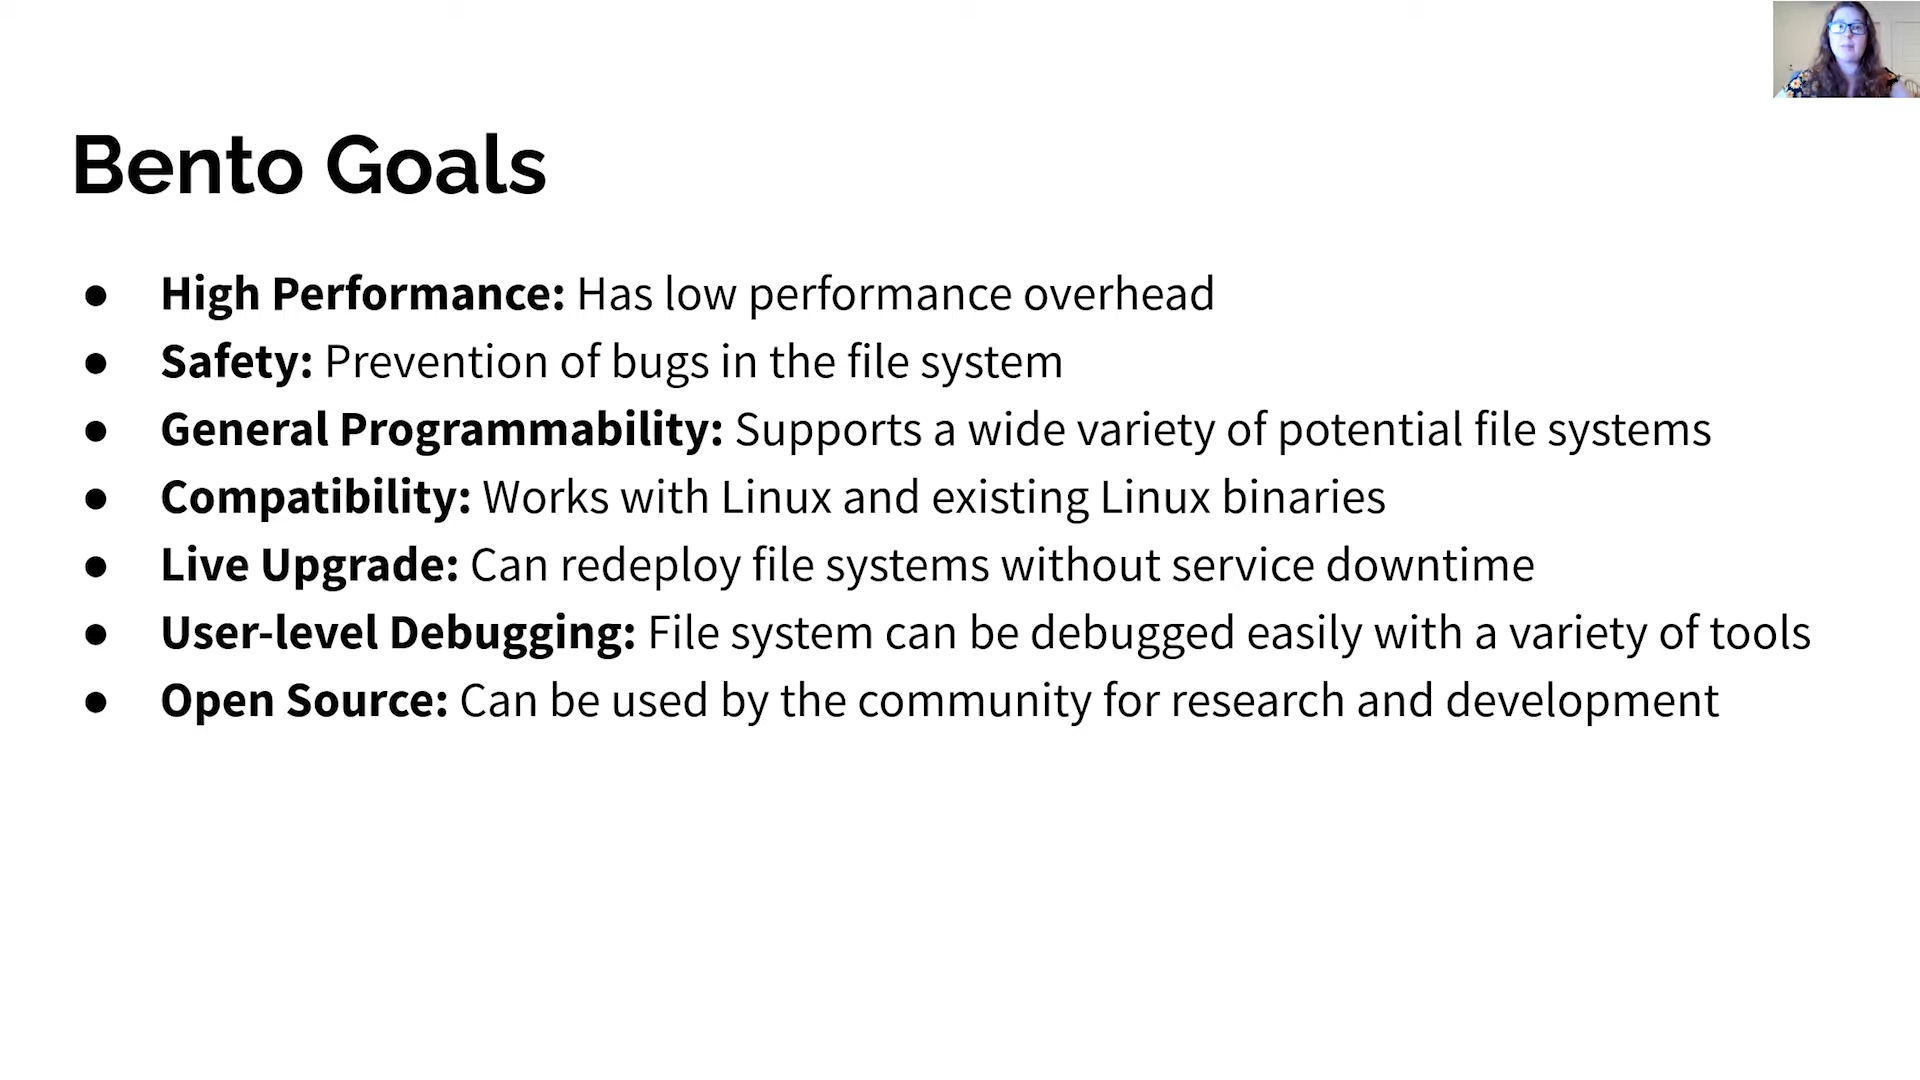 Bento Goals
● High Performance: Has low performance overhead
● Safety: Prevention of bugs in the file system
● General Programmability: Supports a wide variety of potential file systems
● Compatibility: Works with Linux and existing Linux binaries
● Live Upgrade: Can redeploy file systems without service downtime
● User-level Debugging: File system can be debugged easily with a variety of tools
● Open Source: Can be used by the community for research and development